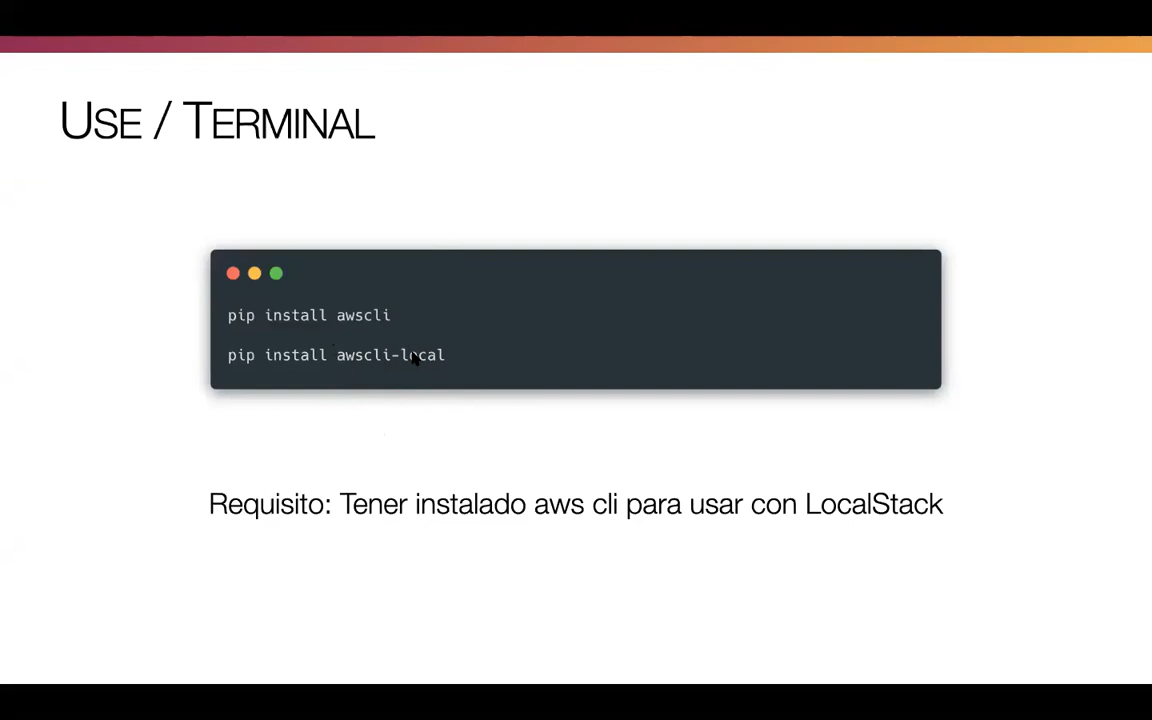 USE / TERMINAL
pip install awscli
pip install awscli-local
Requisito: Tener instalado aws cli para usar con LocalStack